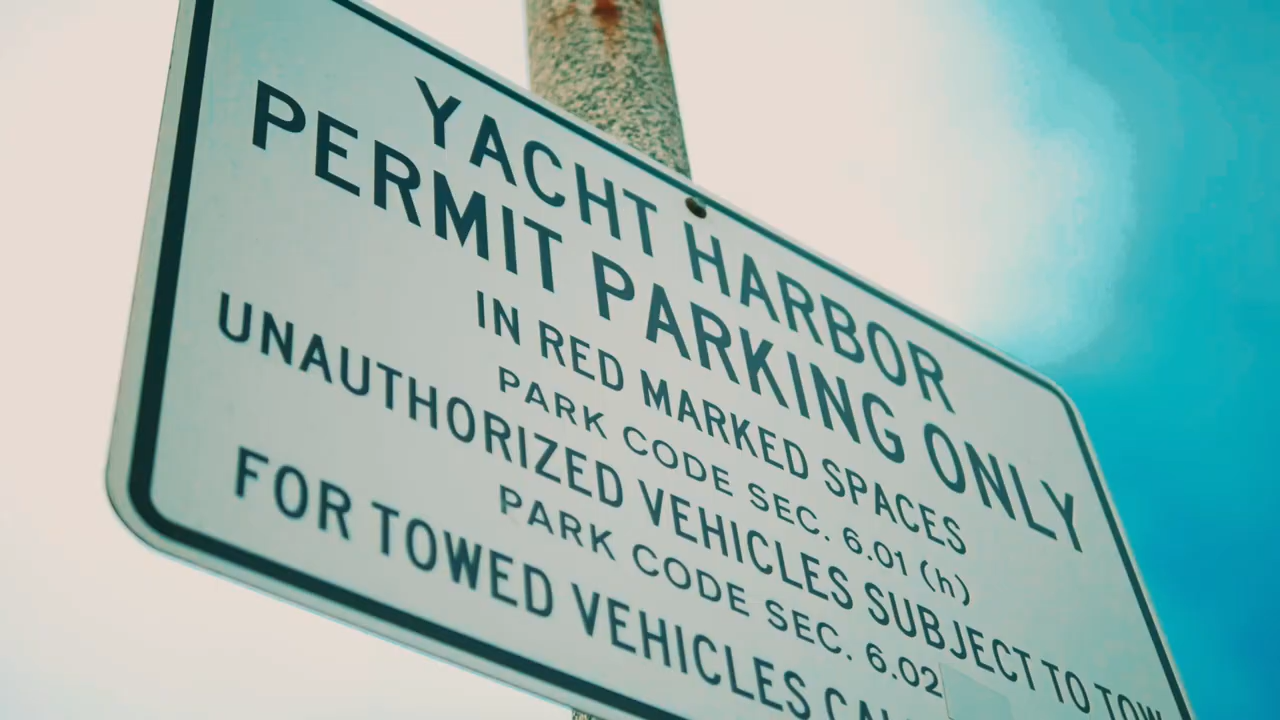 YACHT HARBOR
PERMIT PARKING ONLY
IN RED MARKED SPACES
PARK CODE SEC. 6.01 (h)
UNAUTHORIZED VEHICLES SUBJECT TO TOW
PARK CODE SEC. 6.02
FOR TOWED VEHICLES